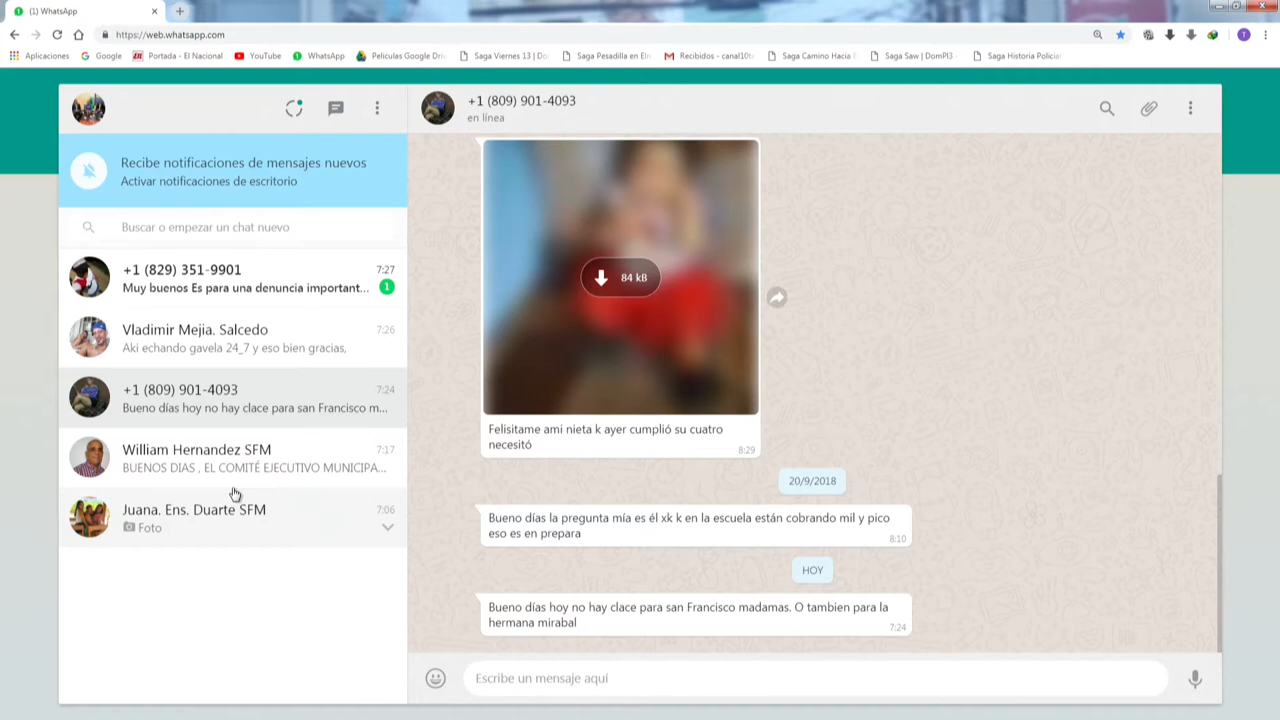 (1) WhatsApp
https://web.whatsapp.com
Aplicaciones
Google
Portada - El Nacional
YouTube
WhatsApp
Peliculas Google Driv
Saga Viernes 13 | Do
Saga Pesadilla en Eln
Recibidos - canal10t
Saga Camino Hacia E
Saga Saw | DomPl3 -
Saga Historia Policia
T
+1 (809) 901-4093
en línea
Recibe notificaciones de mensajes nuevos
Activar notificaciones de escritorio
Buscar o empezar un chat nuevo
+1 (829) 351-9901
7:27
Muy buenos Es para una denuncia important...
1
Vladimir Mejia. Salcedo
7:26
Aki echando gavela 24_7 y eso bien gracias,
+1 (809) 901-4093
7:24
Bueno días hoy no hay clace para san Francisco m...
William Hernandez SFM
7:17
BUENOS DIAS , EL COMITÉ EJECUTIVO MUNICIPA...
Juana. Ens. Duarte SFM
7:06
Foto
84 kB
Felisitame ami nieta k ayer cumplió su cuatro
necesitó
8:29
20/9/2018
Bueno días la pregunta mía es él xk k en la escuela están cobrando mil y pico
eso es en prepara
8:10
HOY
Bueno días hoy no hay clace para san Francisco madamas. O tambien para la
hermana mirabal
7:24
Escribe un mensaje aquí